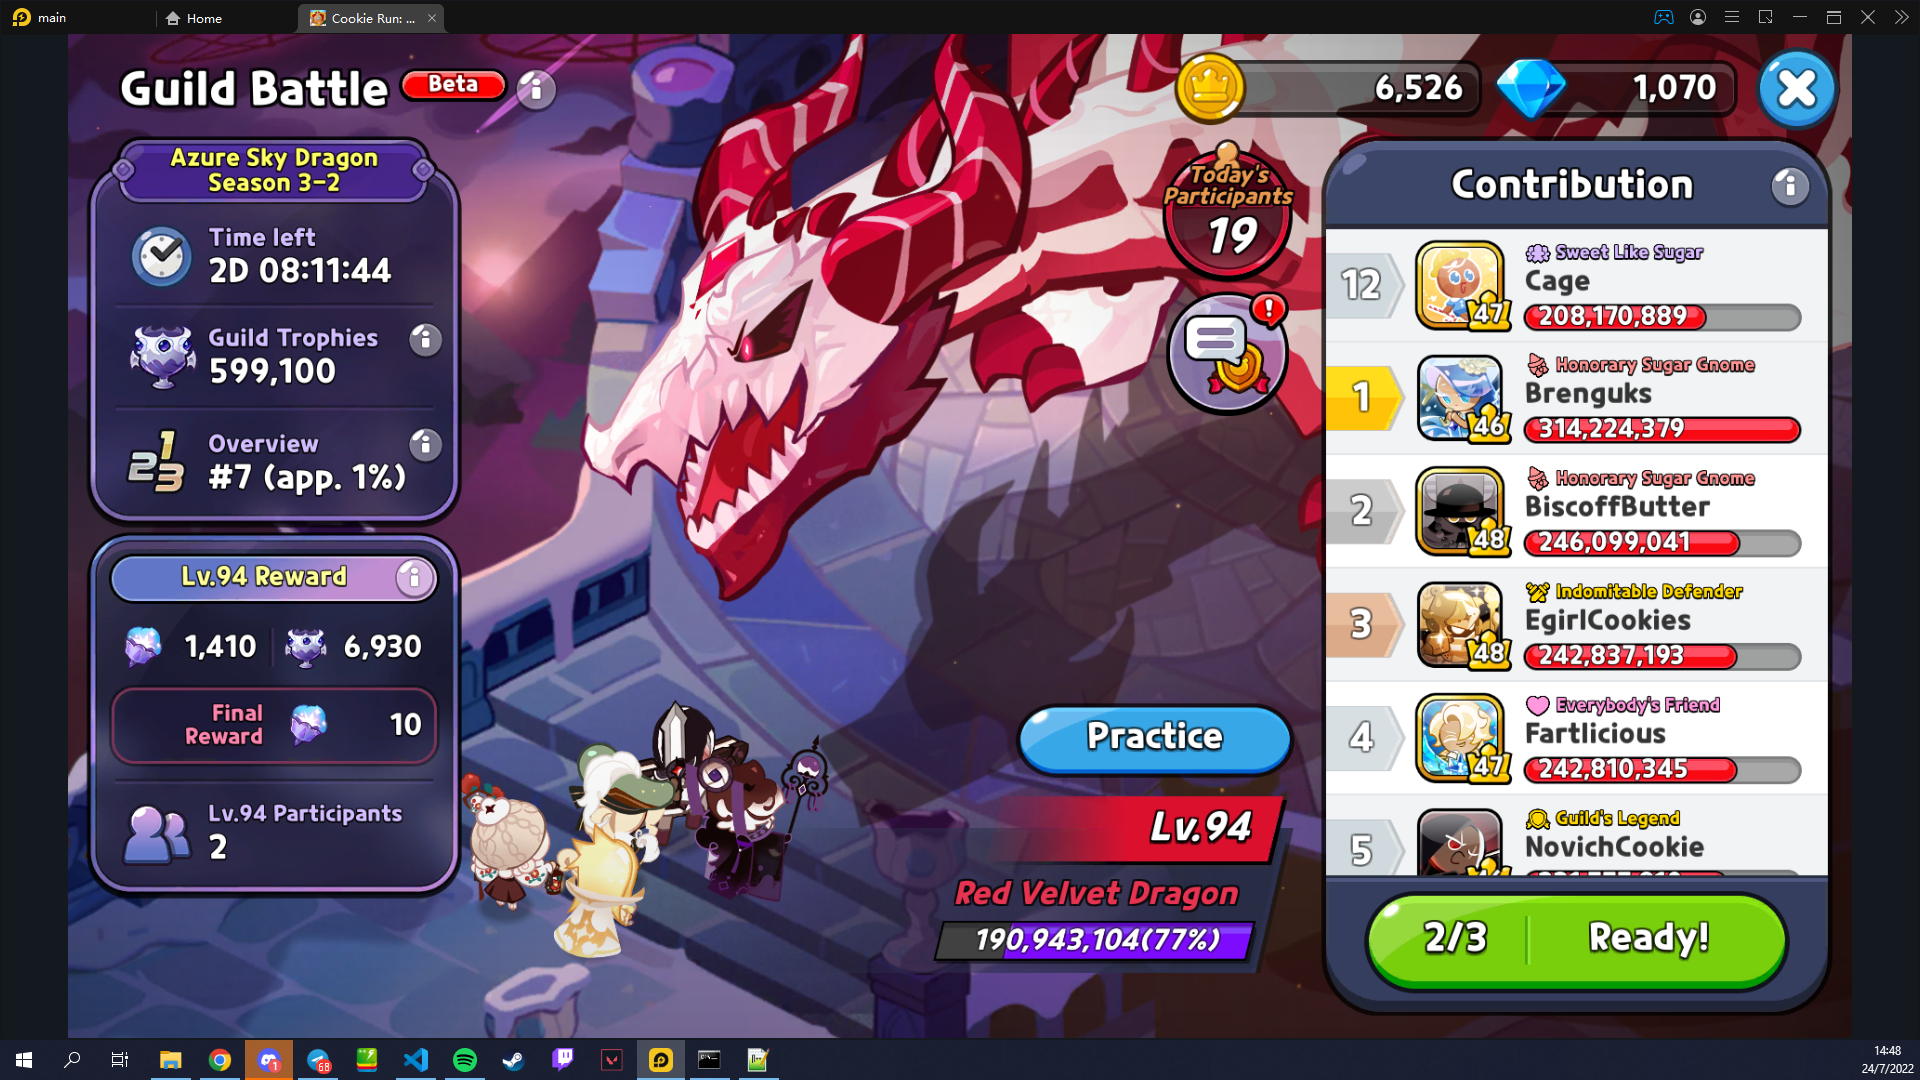 main
Home
Cookie Run: ...
Guild Battle
Beta
6,526
1,070
Azure Sky Dragon
Season 3-2
Time left
2D 08:11:44
Guild Trophies
599,100
Overview
#7 (app. 1%)
Lv.94 Reward
1,410
6,930
Final
Reward
10
Lv.94 Participants
2
Today's
Participants
19
Practice
Lv.94
Red Velvet Dragon
190,943,104(77%)
Contribution
12
47
Sweet Like Sugar
Cage
208,170,889
1
46
Honorary Sugar Gnome
Brenguks
314,224,379
2
48
Honorary Sugar Gnome
BiscoffButter
246,099,041
3
48
Indomitable Defender
EgirlCookies
242,837,193
4
47
Everybody's Friend
Fartlicious
242,810,345
5
Guild's Legend
NovichCookie
2/3
Ready!
1
68
14:48
24/7/2022